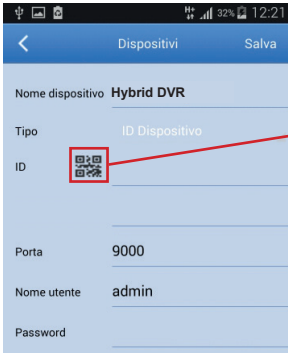 H+ 32% 12:21
Dispositivi Salva
Nome dispositivo Hybrid DVR
Tipo ID Dispositivo
ID
Porta 9000
Nome utente admin
Password